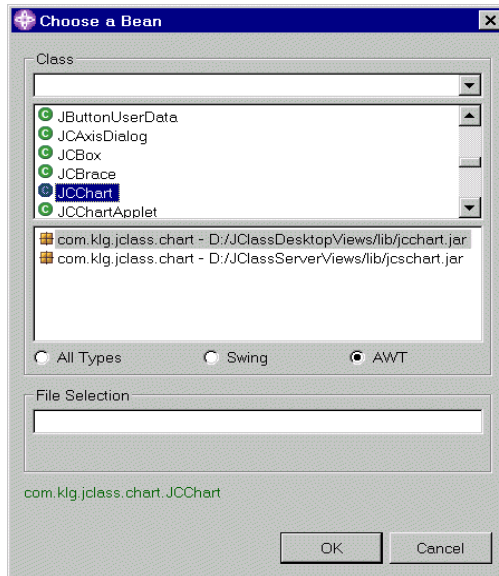 Choose a Bean
Class
JButtonUserData
JCAxisDialog
JCBox
JCBrace
JCChart
JCChartApplet
com.klg.jclass.chart - D:/JClassDesktopViews/lib/jcchart.jar
com.klg.jclass.chart - D:/JClassServerViews/lib/jcschart.jar
All Types Swing AWT
File Selection
com.klg.jclass.chart.JCChart
OK Cancel